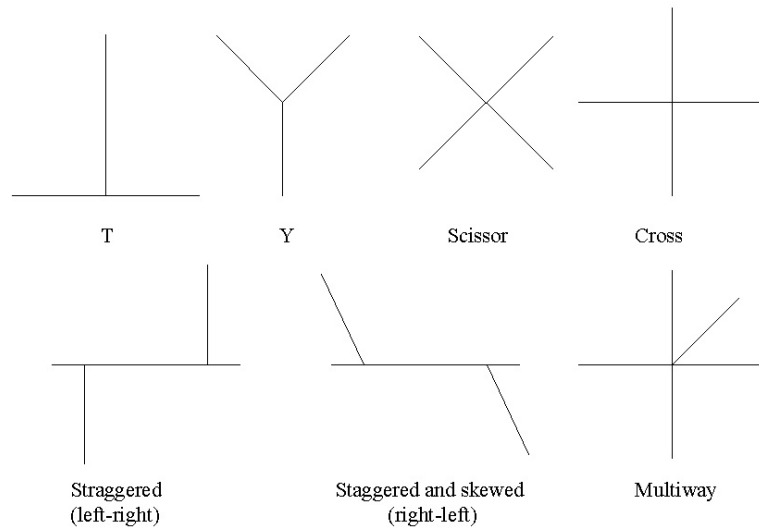 T
Y
Scissor
Cross
Straggered
(left-right)
Staggered and skewed
(right-left)
Multiway